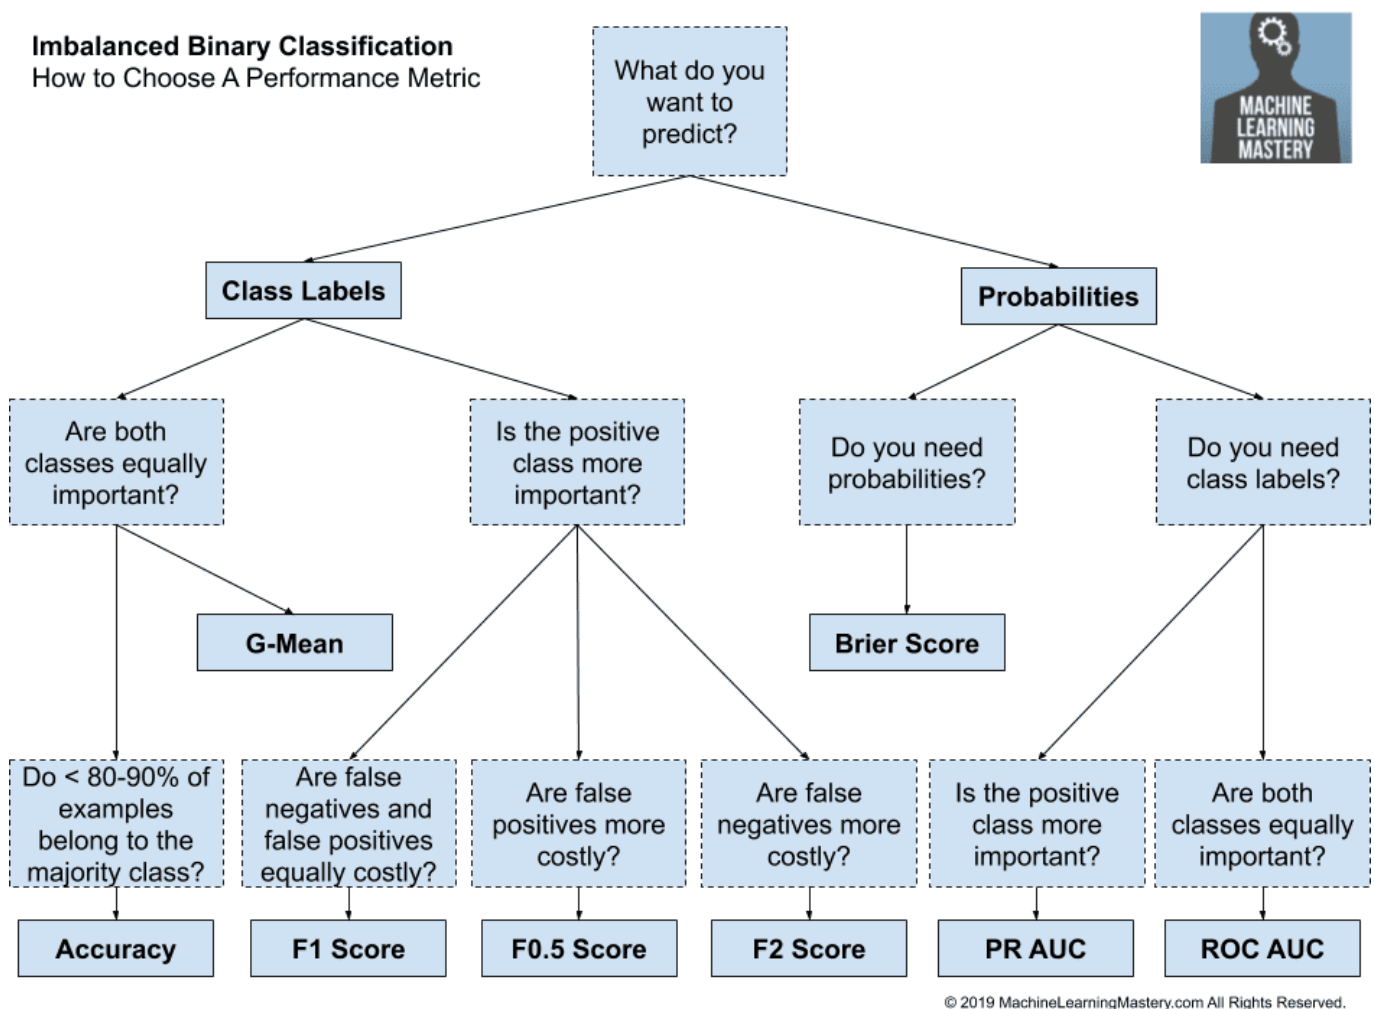 Imbalanced Binary Classification
How to Choose A Performance Metric
What do you
want to
predict?
MACHINE
LEARNING
MASTERY
Class Labels
Probabilities
Are both
classes equally
important?
Is the positive
class more
important?
Do you need
probabilities?
Do you need
class labels?
G-Mean
Brier Score
Do < 80-90% of
examples
belong to the
majority class?
Are false
negatives and
false positives
equally costly?
Are false
positives more
costly?
Are false
negatives more
costly?
Is the positive
class more
important?
Are both
classes equally
important?
Accuracy
F1 Score
F0.5 Score
F2 Score
PR AUC
ROC AUC
© 2019 MachineLearningMastery.com All Rights Reserved.